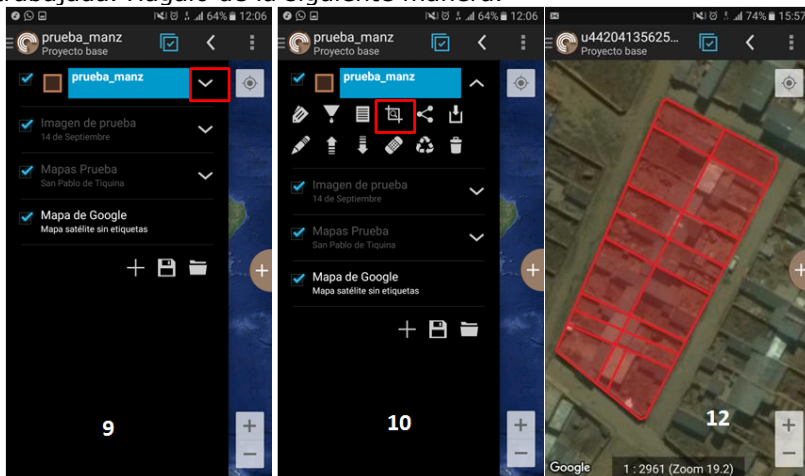 trabajada. Hágalo de la siguiente manera:
64% 12:06
prueba_manz
Proyecto base
prueba_manz
Imagen de prueba
14 de Septiembre
Mapas Prueba
San Pablo de Tiquina
Mapa de Google
Mapa satélite sin etiquetas
9
64% 12:06
prueba_manz
Proyecto base
prueba_manz
Imagen de prueba
14 de Septiembre
Mapas Prueba
San Pablo de Tiquina
Mapa de Google
Mapa satélite sin etiquetas
10
74% 15:57
u44204135625...
Proyecto base
12
Google
1 : 2961 (Zoom 19.2)